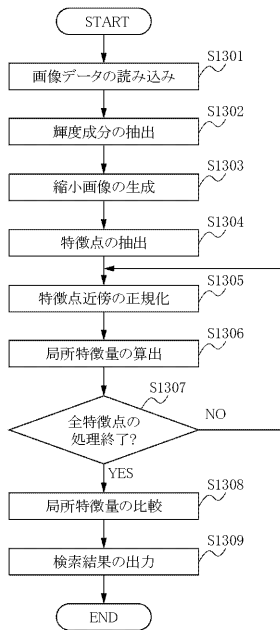 START
S1301
画像データの読み込み
S1302
輝度成分の抽出
S1303
縮小画像の生成
S1304
特徴点の抽出
S1305
特徴点近傍の正規化
S1306
局所特徴量の算出
S1307
全特徴点の
処理終了?
NO
YES
S1308
局所特徴量の比較
S1309
検索結果の出力
END